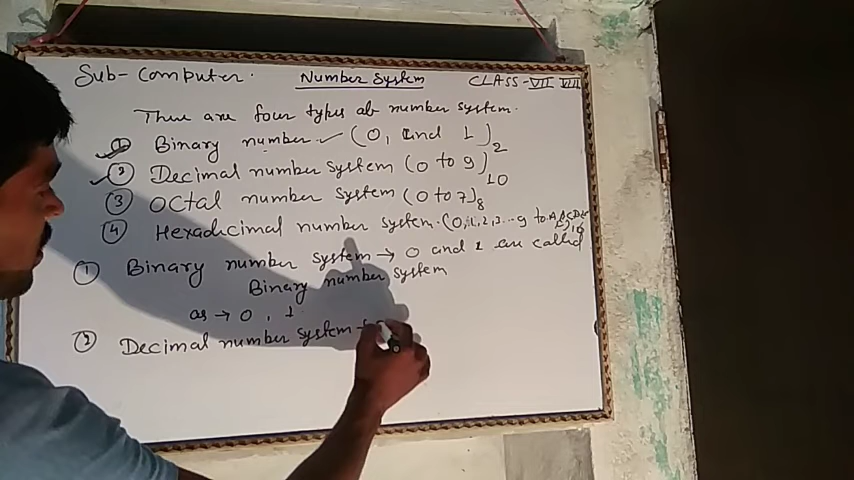 Sub- Computer. Number System CLASS-VII VIII
There are four types ob number system.
① Binary number ✓ (0, and 1)2
② Decimal number system (0 to 9)10
③ Octal number system (0 to 7)8
④ Hexadecimal number system. (0,1,2,3...9 to A,B,C,D,E,F)16
① Binary number system → 0 and 1 are called
Binary number system
as → 0, 1
② Decimal number system →